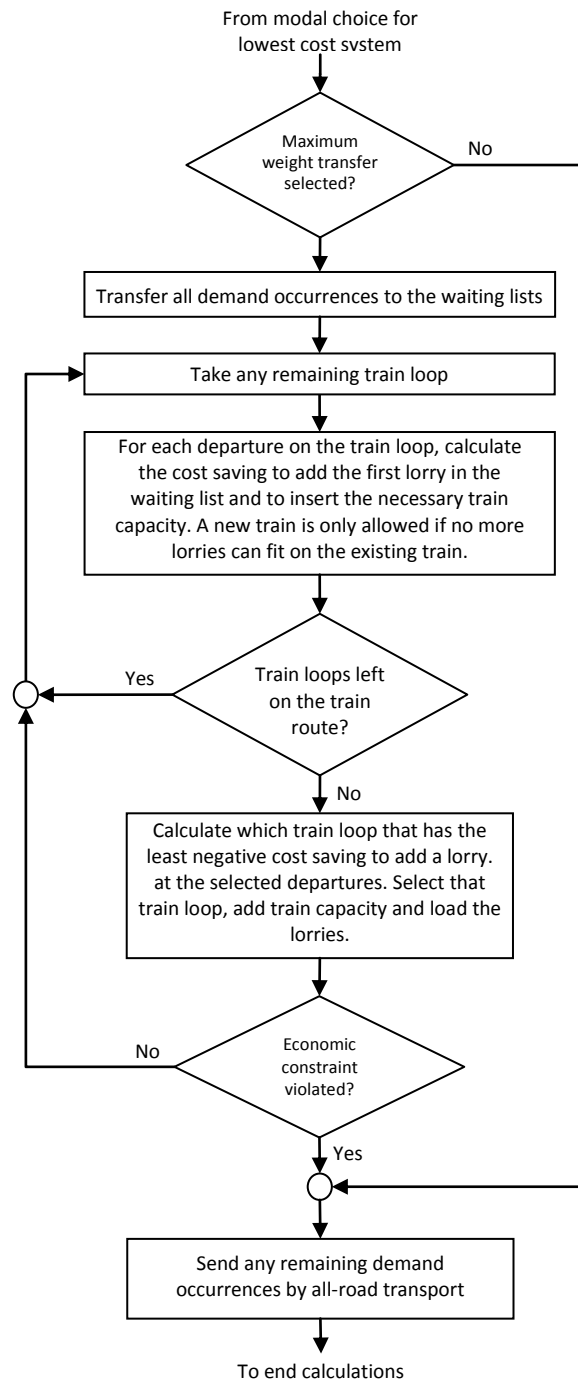 From modal choice for
lowest cost system
Maximum
weight transfer
selected?
No
Transfer all demand occurrences to the waiting lists
Take any remaining train loop
For each departure on the train loop, calculate
the cost saving to add the first lorry in the
waiting list and to insert the necessary train
capacity. A new train is only allowed if no more
lorries can fit on the existing train.
Yes
Train loops left
on the train
route?
No
Calculate which train loop that has the
least negative cost saving to add a lorry.
at the selected departures. Select that
train loop, add train capacity and load the
lorries.
No
Economic
constraint
violated?
Yes
Send any remaining demand
occurrences by all-road transport
To end calculations